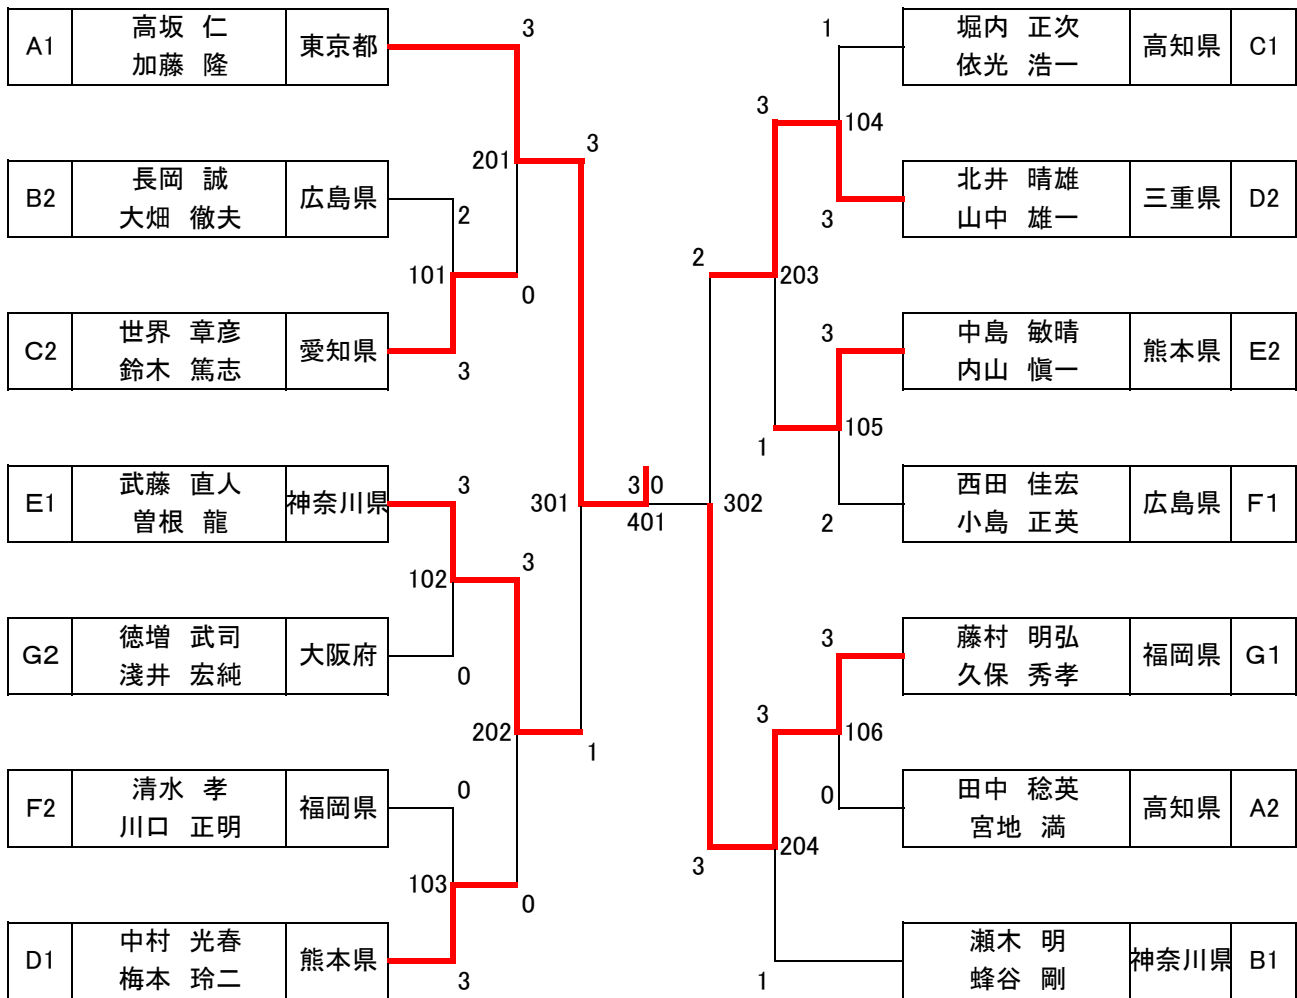 A1 高坂 仁 加藤 隆 東京都
B2 長岡 誠 大畑 徹夫 広島県
C2 世界 章彦 鈴木 篤志 愛知県
E1 武藤 直人 曽根 龍 神奈川県
G2 徳増 武司 淺井 宏純 大阪府
F2 清水 孝 川口 正明 福岡県
D1 中村 光春 梅本 玲二 熊本県
3
201
3
2
101
0
3
3
102
3
0
202
1
0
103
0
3
301
3 0
401
302
1
3
104
3
2
203
3
1
105
2
3
3
106
0
204
3
1
堀内 正次 依光 浩一 高知県 C1
北井 晴雄 山中 雄一 三重県 D2
中島 敏晴 内山 愼一 熊本県 E2
西田 佳宏 小島 正英 広島県 F1
藤村 明弘 久保 秀孝 福岡県 G1
田中 稔英 宮地 満 高知県 A2
瀬木 明 蜂谷 剛 神奈川県 B1